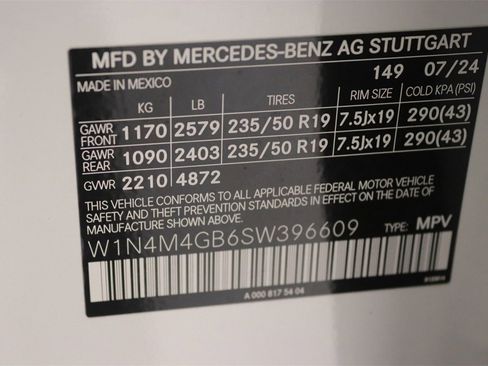 MFD BY MERCEDES-BENZ AG STUTTGART
MADE IN MEXICO 149 07/24
KG LB TIRES RIM SIZE COLD KPA (PSI)
GAWR FRONT 1170 2579 235/50 R19 7.5Jx19 290(43)
GAWR REAR 1090 2403 235/50 R19 7.5Jx19 290(43)
GVWR 2210 4872
THIS VEHICLE CONFORMS TO ALL APPLICABLE FEDERAL MOTOR VEHICLE
SAFETY AND THEFT PREVENTION STANDARDS IN EFFECT ON THE DATE OF
MANUFACTURE SHOWN ABOVE.
W1N4M4GB6SW396609 TYPE: MPV
A 000 817 54 04